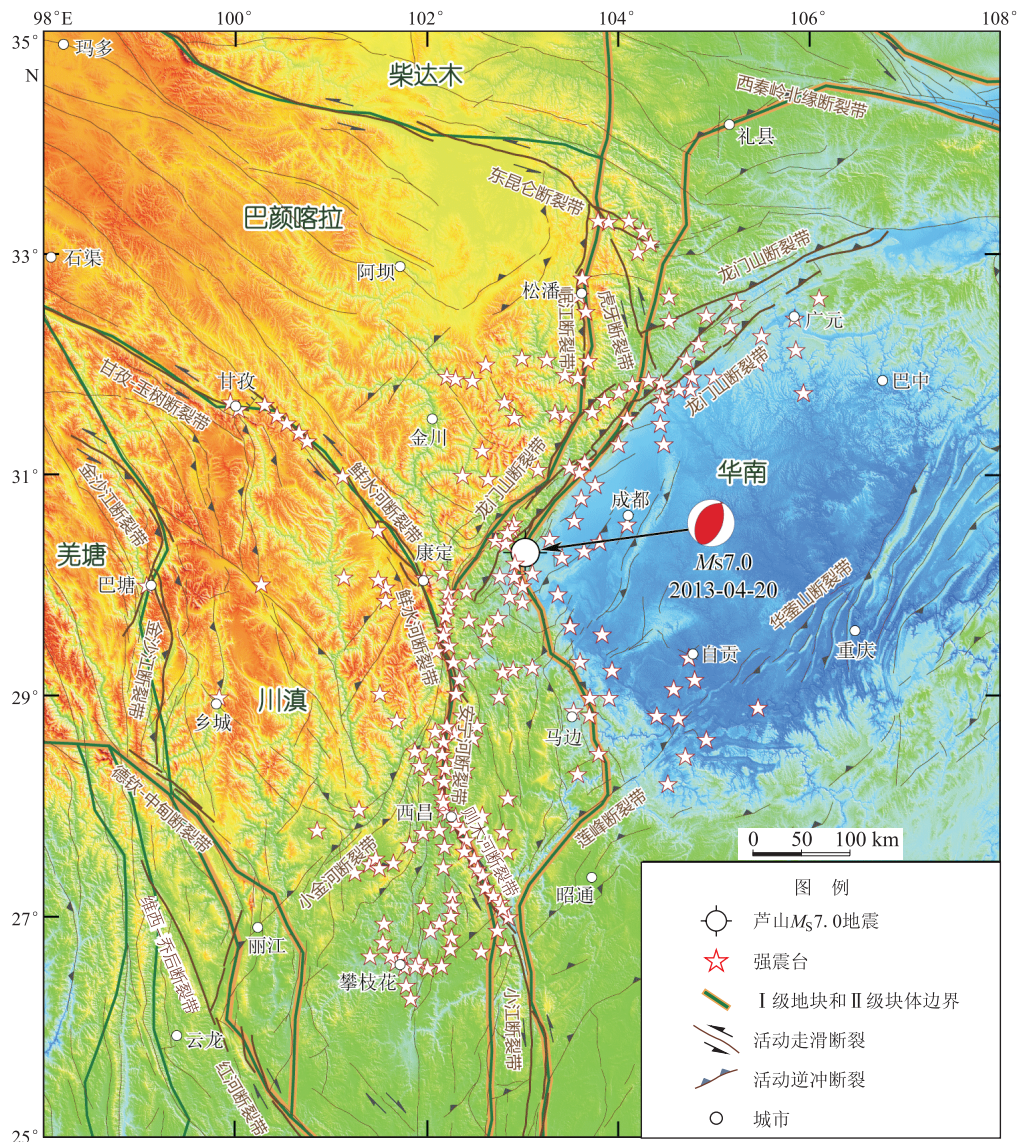 98°E
100°
102°
104°
106°
108°
35°
N
33°
31°
29°
27°
25°
玛多
柴达木
西秦岭北缘断裂带
礼县
东昆仑断裂带
巴颜喀拉
石渠
阿坝
龙门山断裂带
松潘
岷江断裂带
虎牙断裂带
广元
甘孜-玉树断裂带
甘孜
龙门山断裂带
巴中
金川
金沙江断裂带
鲜水河断裂带
龙门山断裂带
华南
成都
羌塘
康定
Ms7.0
2013-04-20
巴塘
鲜水河断裂带
华蓥山断裂带
金沙江断裂带
自贡
重庆
川滇
乡城
安宁河断裂带
马边
德钦-中甸断裂带
西昌
则木河断裂带
莲峰断裂带
0 50 100 km
小金河断裂带
昭通
维西-乔后断裂带
丽江
攀枝花
小江断裂带
云龙
红河断裂带
图 例
芦山Ms7.0地震
强震台
Ⅰ级地块和Ⅱ级块体边界
活动走滑断裂
活动逆冲断裂
城市